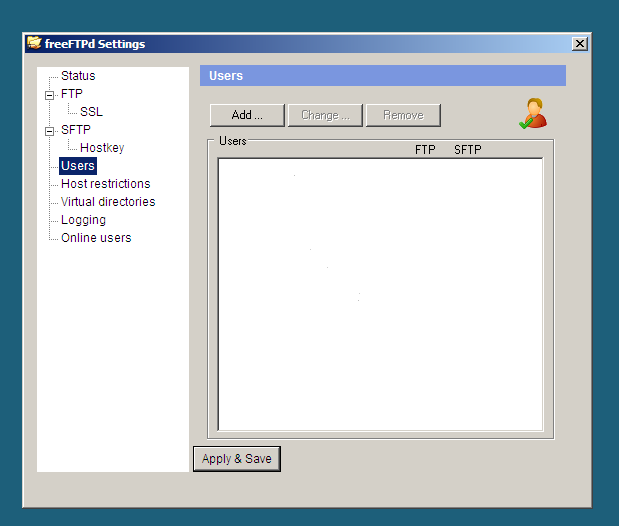 freeFTPd Settings
Status
FTP
SSL
SFTP
Hostkey
Users
Host restrictions
Virtual directories
Logging
Online users
Users
Add ...
Change ...
Remove
Users
FTP SFTP
Apply & Save